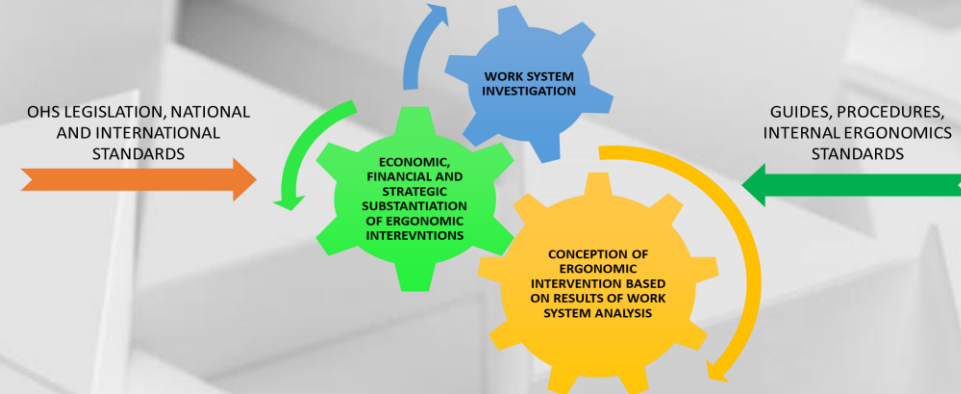 OHS LEGISLATION, NATIONAL
AND INTERNATIONAL
STANDARDS
WORK SYSTEM
INVESTIGATION
ECONOMIC,
FINANCIAL AND
STRATEGIC
SUBSTANTIATION
OF ERGONOMIC
INTEREVNTIONS
CONCEPTION OF
ERGONOMIC
INTERVENTION BASED
ON RESULTS OF WORK
SYSTEM ANALYSIS
GUIDES, PROCEDURES,
INTERNAL ERGONOMICS
STANDARDS